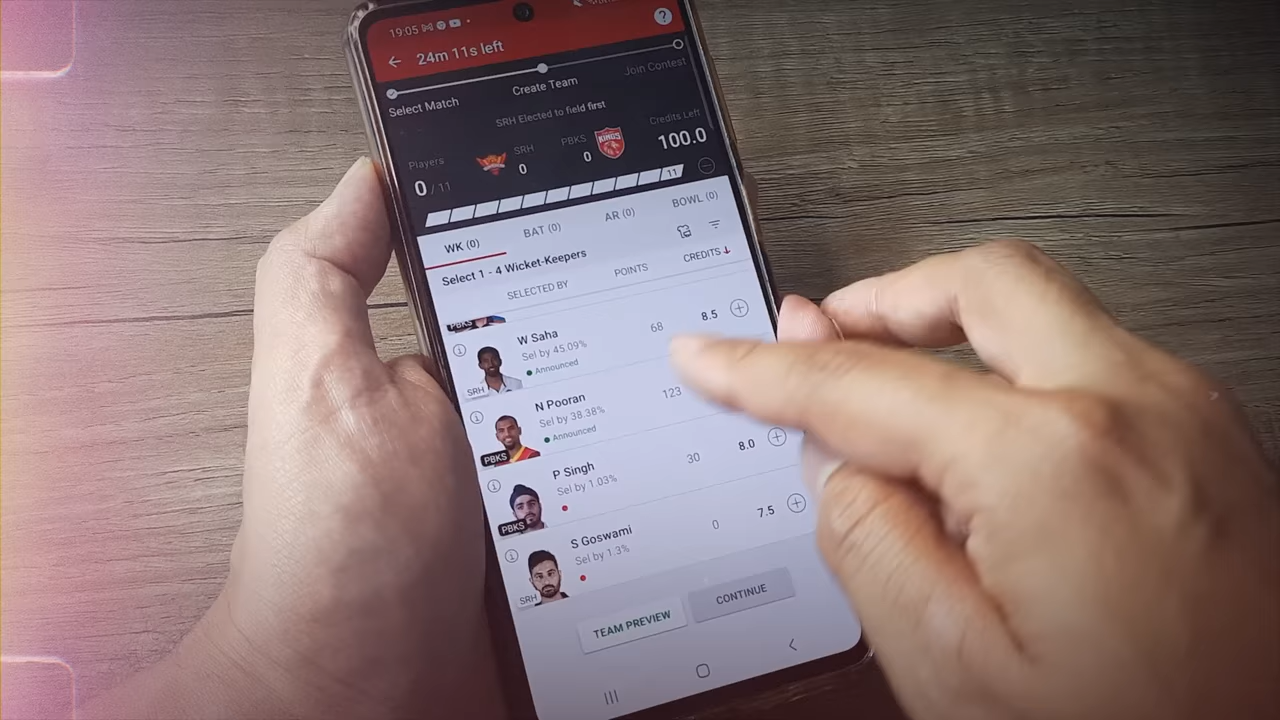 19:05
24m 11s left
?
Select Match
Create Team
Join Contest
SRH Elected to field first
Players
0 / 11
SRH
0
PBKS
0
KINGS
Credits Left
100.0
11
WK (0)
BAT (0)
AR (0)
BOWL (0)
Select 1 - 4 Wicket-Keepers
SELECTED BY
POINTS
CREDITS
PBKS
W Saha
Sel by 45.09%
Announced
SRH
68
8.5
N Pooran
Sel by 38.38%
Announced
PBKS
123
P Singh
Sel by 1.03%
PBKS
30
8.0
S Goswami
Sel by 1.3%
SRH
0
7.5
TEAM PREVIEW
CONTINUE